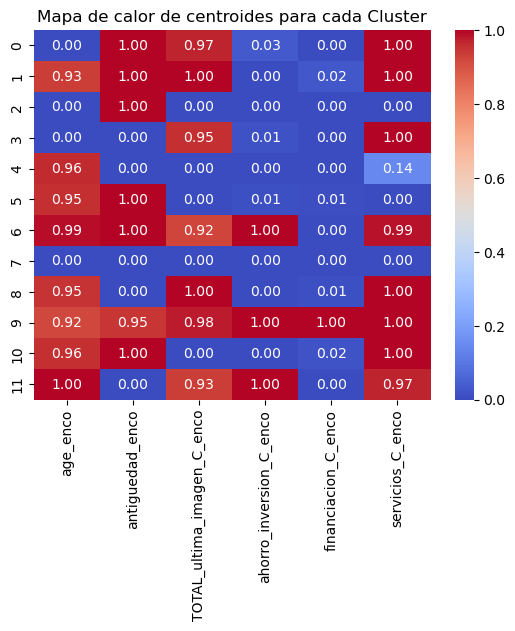 Mapa de calor de centroides para cada Cluster
0 0.00 1.00 0.97 0.03 0.00 1.00
1 0.93 1.00 1.00 0.00 0.02 1.00
2 0.00 1.00 0.00 0.00 0.00 0.00
3 0.00 0.00 0.95 0.01 0.00 1.00
4 0.96 0.00 0.00 0.00 0.00 0.14
5 0.95 1.00 0.00 0.01 0.01 0.00
6 0.99 1.00 0.92 1.00 0.00 0.99
7 0.00 0.00 0.00 0.00 0.00 0.00
8 0.95 0.00 1.00 0.00 0.01 1.00
9 0.92 0.95 0.98 1.00 1.00 1.00
10 0.96 1.00 0.00 0.00 0.02 1.00
11 1.00 0.00 0.93 1.00 0.00 0.97
age_enco
antiguedad_enco
TOTAL_ultima_imagen_C_enco
ahorro_inversion_C_enco
financiacion_C_enco
servicios_C_enco
1.0
0.8
0.6
0.4
0.2
0.0